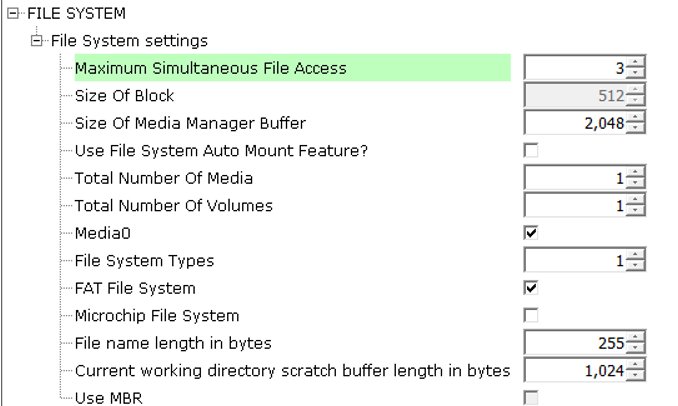 FILE SYSTEM
File System settings
Maximum Simultaneous File Access 3
Size Of Block 512
Size Of Media Manager Buffer 2,048
Use File System Auto Mount Feature?
Total Number Of Media 1
Total Number Of Volumes 1
Media0
File System Types 1
FAT File System
Microchip File System
File name length in bytes 255
Current working directory scratch buffer length in bytes 1,024
Use MBR